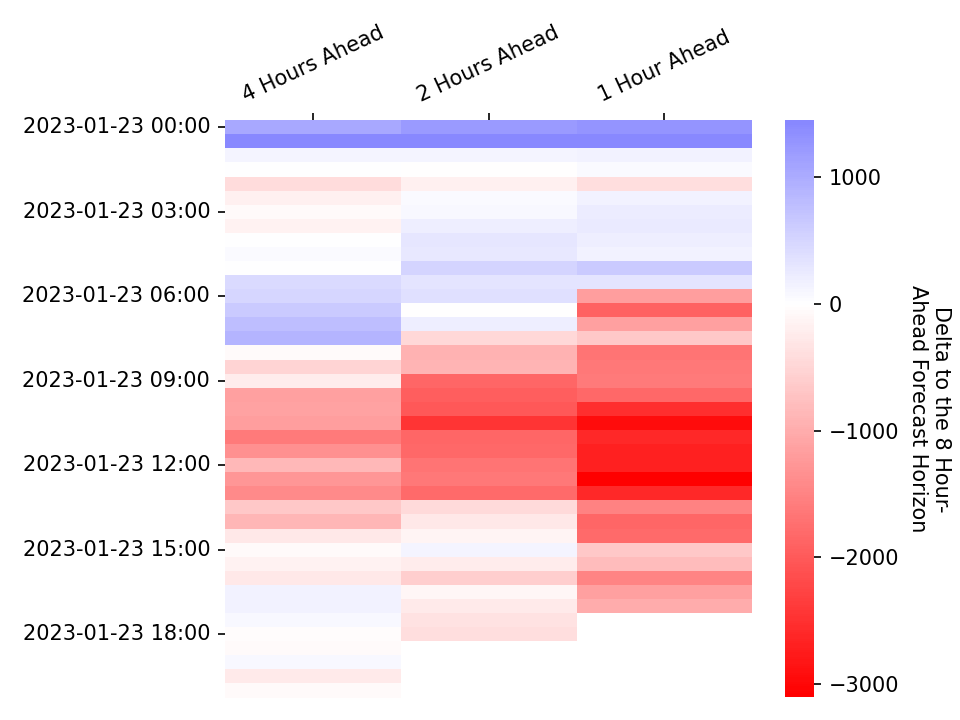 4 Hours Ahead
2 Hours Ahead
1 Hour Ahead
2023-01-23 00:00
2023-01-23 03:00
2023-01-23 06:00
2023-01-23 09:00
2023-01-23 12:00
2023-01-23 15:00
2023-01-23 18:00
1000
0
−1000
−2000
−3000
Delta to the 8 Hour-
Ahead Forecast Horizon